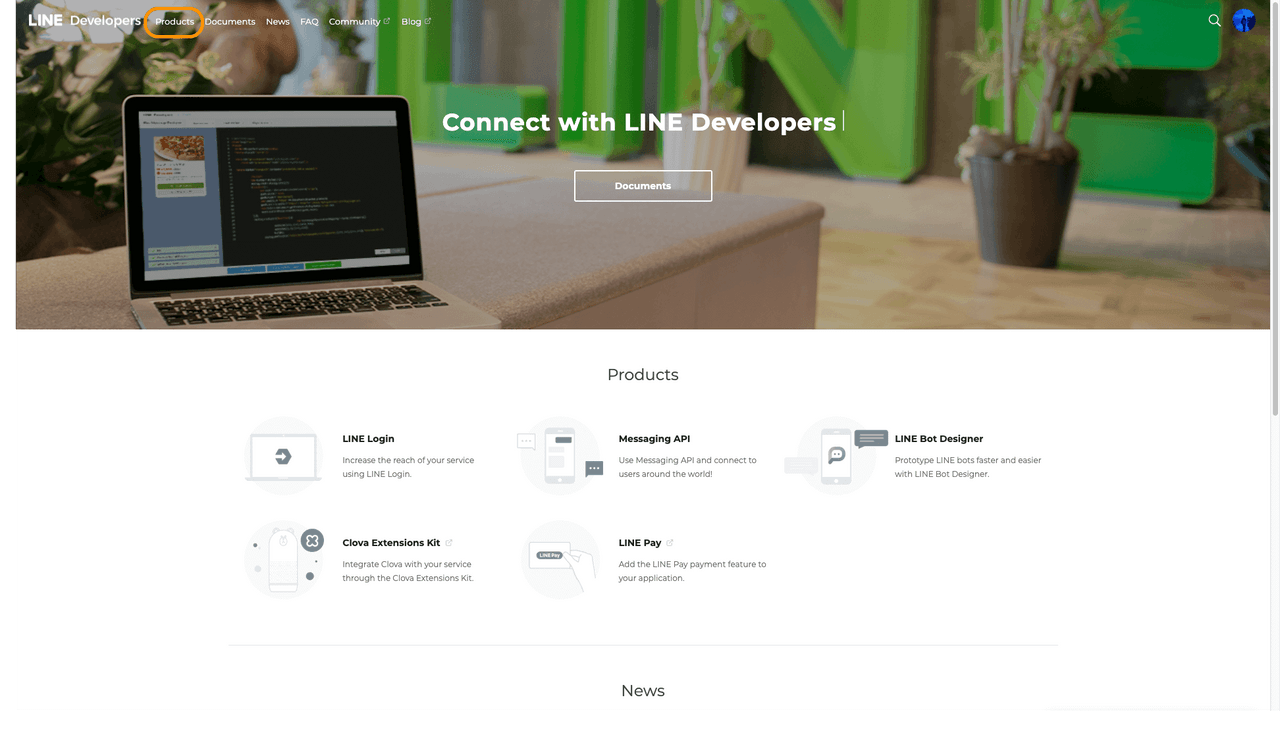 LINE Developers Products Documents News FAQ Community Blog
Connect with LINE Developers
Documents
Products
LINE Login
Increase the reach of your service
using LINE Login.
Messaging API
Use Messaging API and connect to
users around the world!
LINE Bot Designer
Prototype LINE bots faster and easier
with LINE Bot Designer.
Clova Extensions Kit
Integrate Clova with your service
through the Clova Extensions Kit.
LINE Pay
LINE Pay
Add the LINE Pay payment feature to
your application.
News